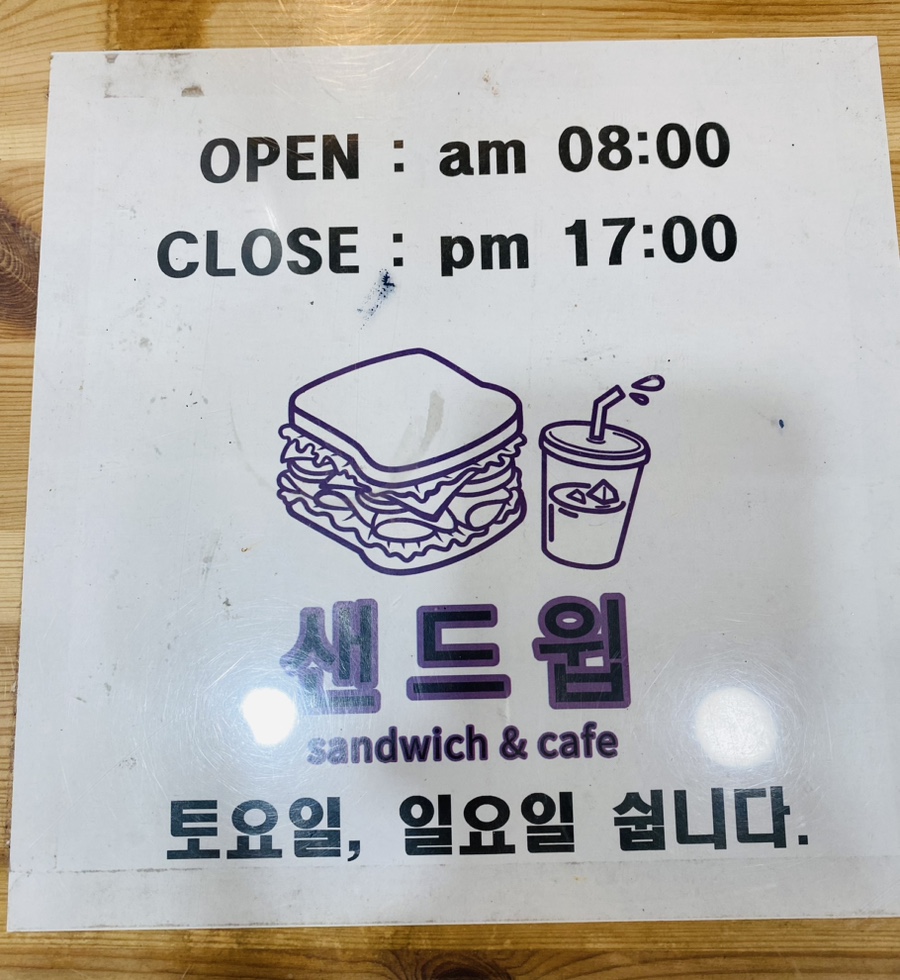 OPEN : am 08:00
CLOSE : pm 17:00
샌드윕
sandwich & cafe
토요일, 일요일 쉽니다.